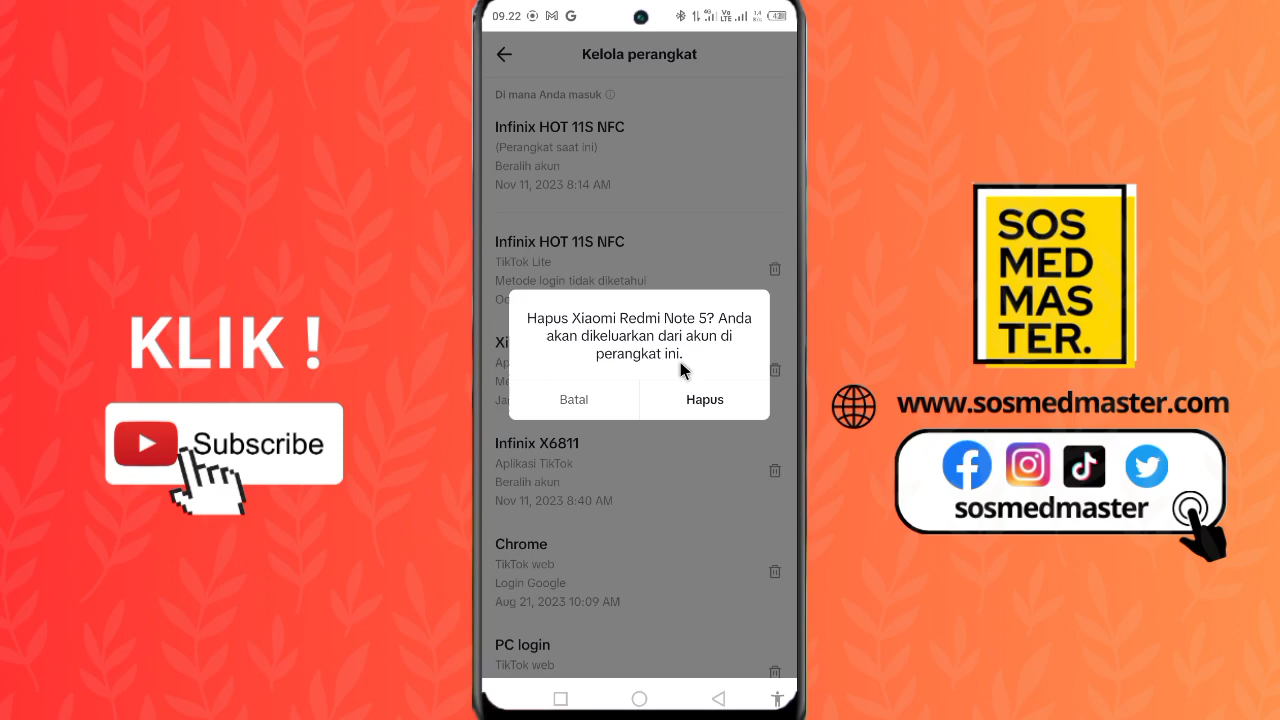 KLIK !
Subscribe
09.22
Kelola perangkat
Di mana Anda masuk
Infinix HOT 11S NFC
(Perangkat saat ini)
Beralih akun
Nov 11, 2023 8:14 AM
Infinix HOT 11S NFC
TikTok Lite
Metode login tidak diketahui
Hapus Xiaomi Redmi Note 5? Anda
akan dikeluarkan dari akun di
perangkat ini.
Batal
Hapus
Infinix X6811
Aplikasi TikTok
Beralih akun
Nov 11, 2023 8:40 AM
Chrome
TikTok web
Login Google
Aug 21, 2023 10:09 AM
PC login
TikTok web
SOS
MED
MAS
TER.
www.sosmedmaster.com
sosmedmaster